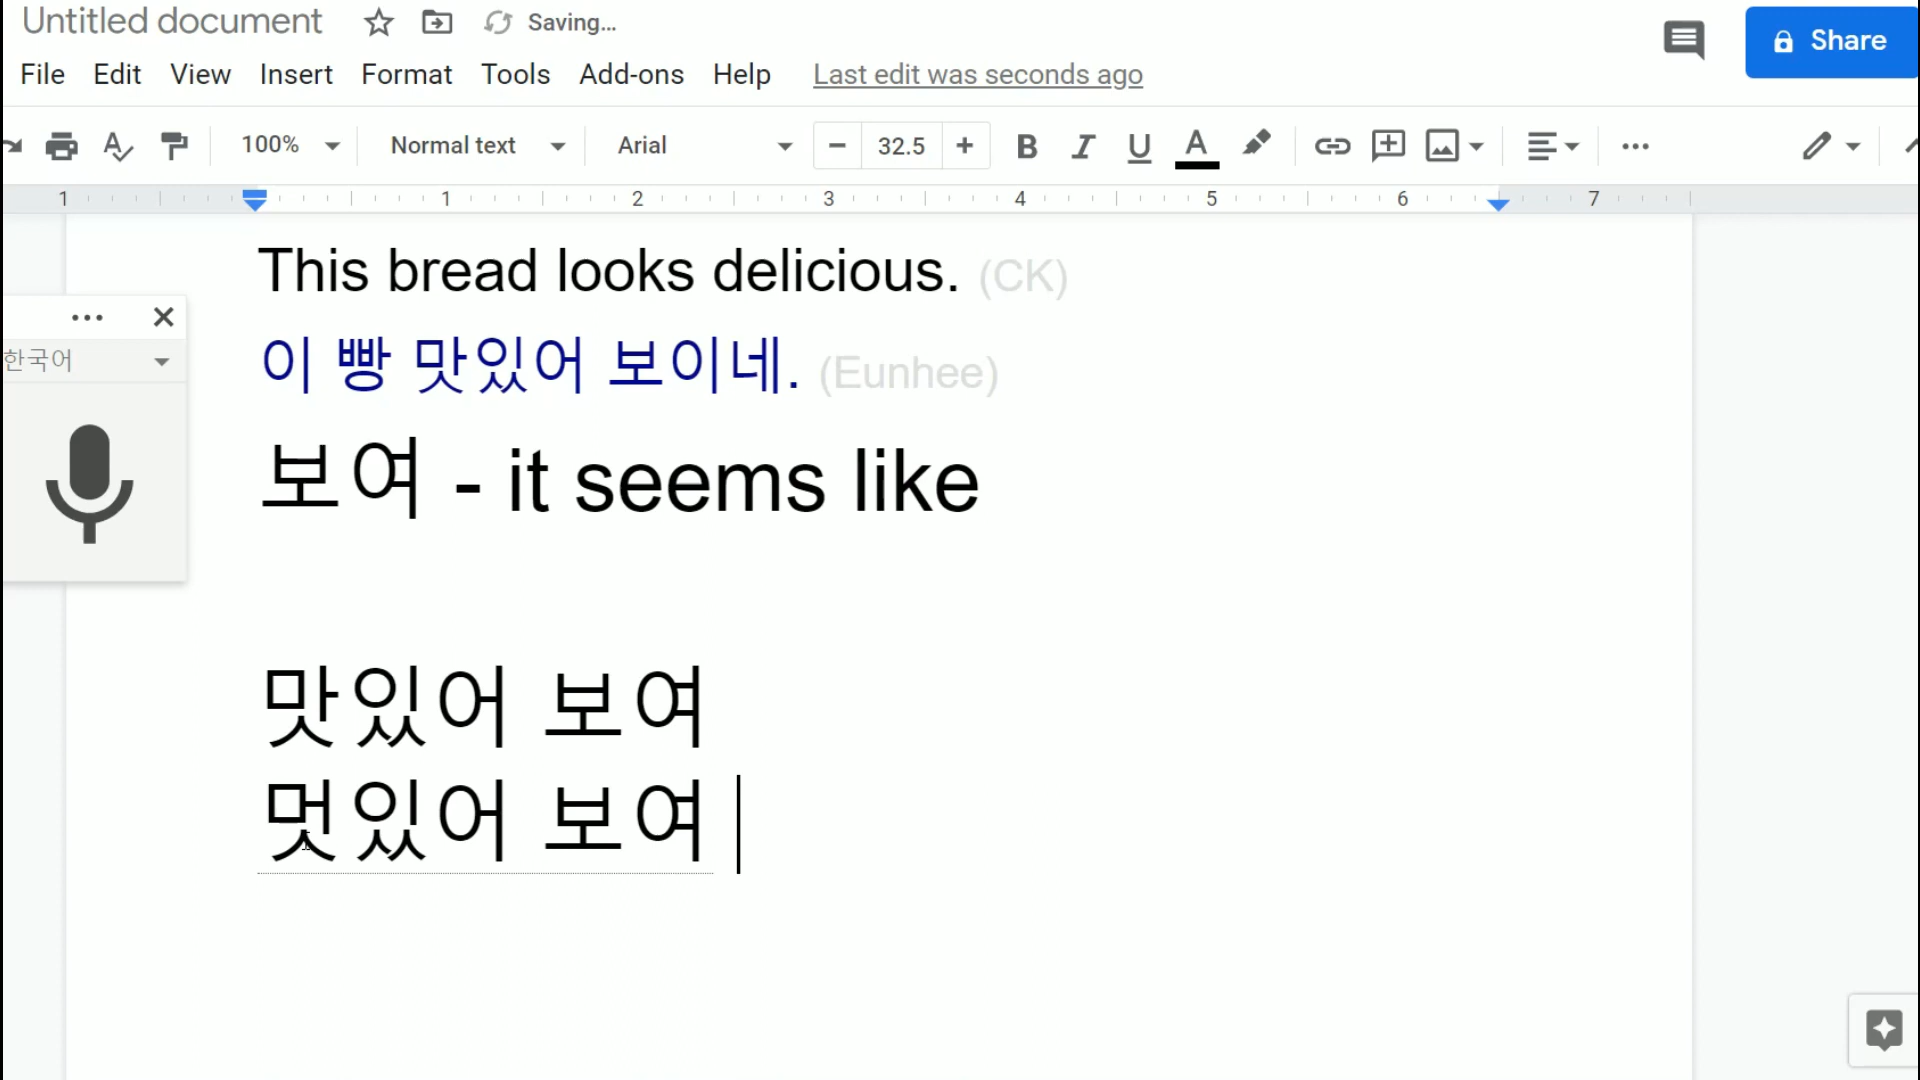 Untitled document Saving...
File Edit View Insert Format Tools Add-ons Help Last edit was seconds ago
Share
100% Normal text Arial − 32.5 + B I U A
1 1 2 3 4 5 6 7
This bread looks delicious. (CK)
이 빵 맛있어 보이네. (Eunhee)
한국어
보여 - it seems like
맛있어 보여
멋있어 보여